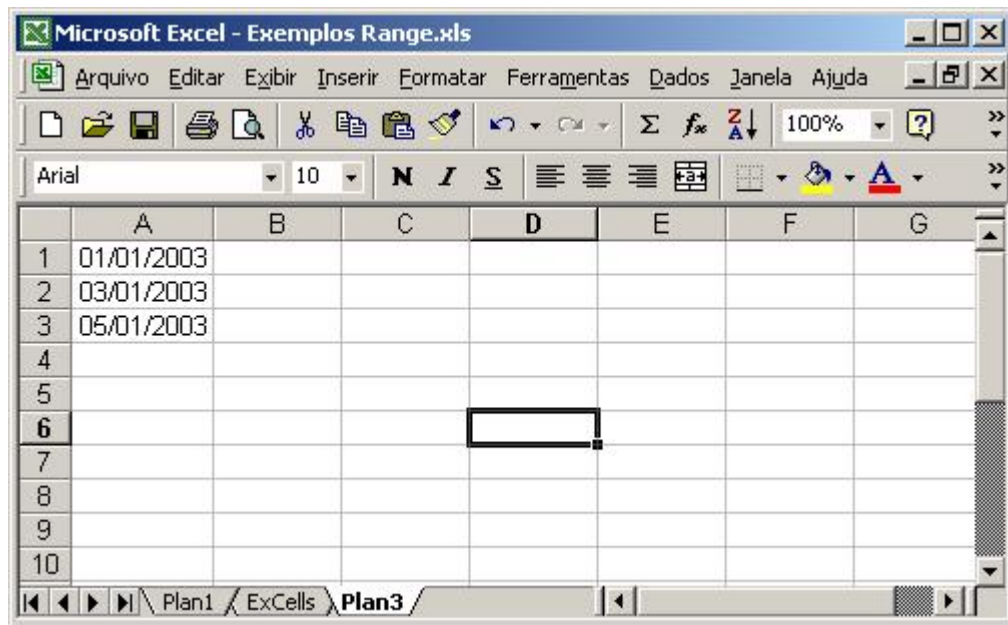 Microsoft Excel - Exemplos Range.xls
Arquivo Editar Exibir Inserir Formatar Ferramentas Dados Janela Ajuda
Σ fx Z A 100% ?
Arial 10 N I S a A
A B C D E F G
1 01/01/2003
2 03/01/2003
3 05/01/2003
4
5
6
7
8
9
10
Plan1 ExCells Plan3